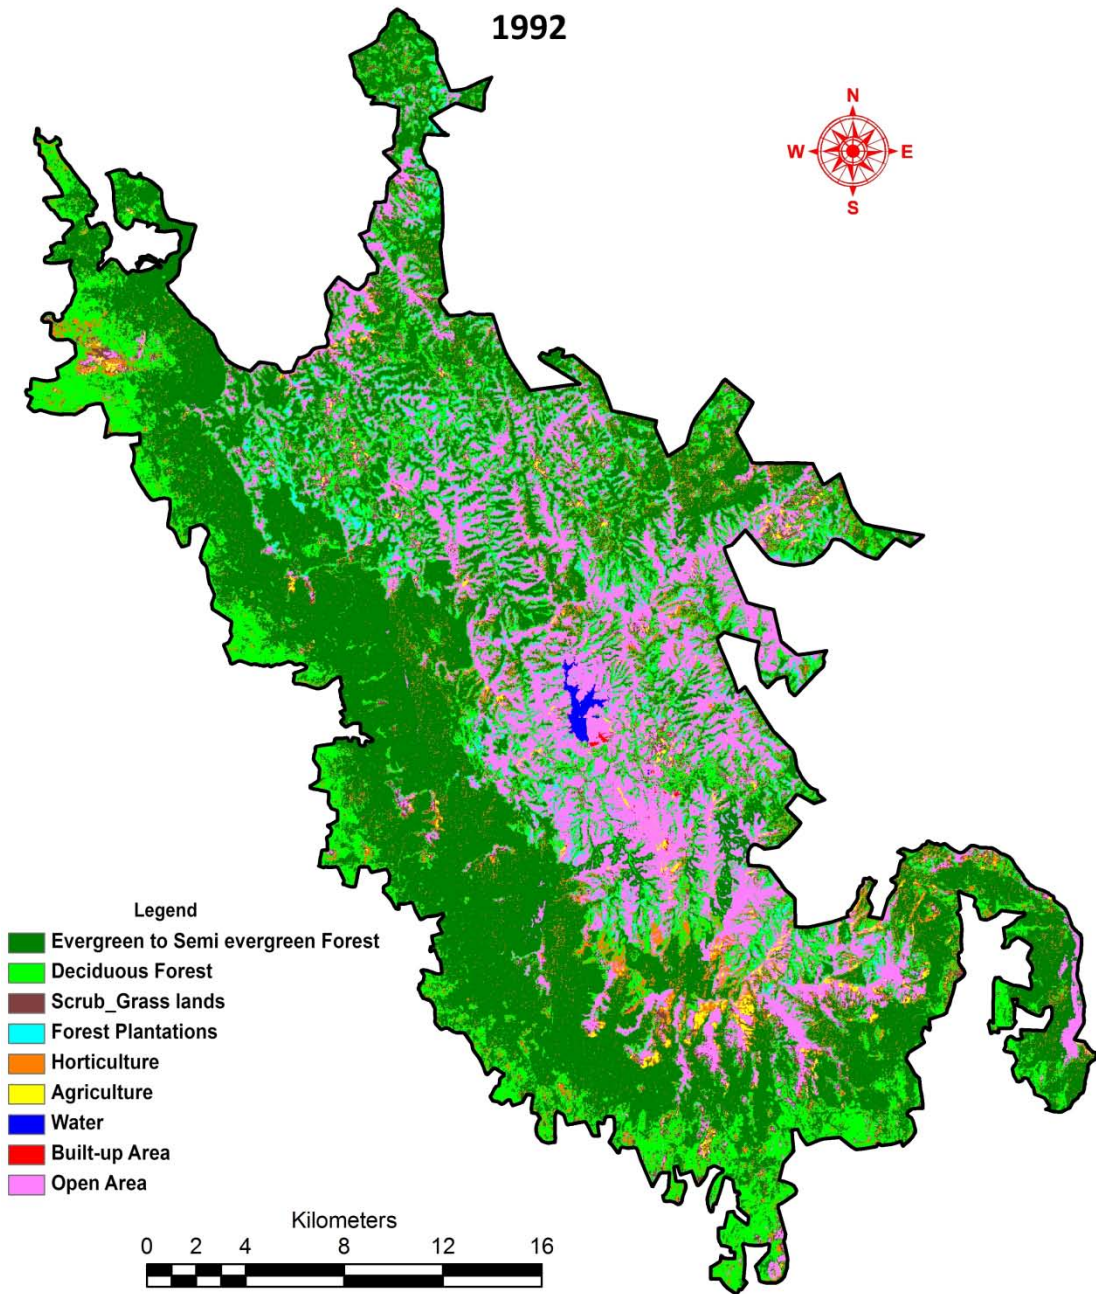 1992
N
W E
S
Legend
Evergreen to Semi evergreen Forest
Deciduous Forest
Scrub_Grass lands
Forest Plantations
Horticulture
Agriculture
Water
Built-up Area
Open Area
Kilometers
0 2 4 8 12 16